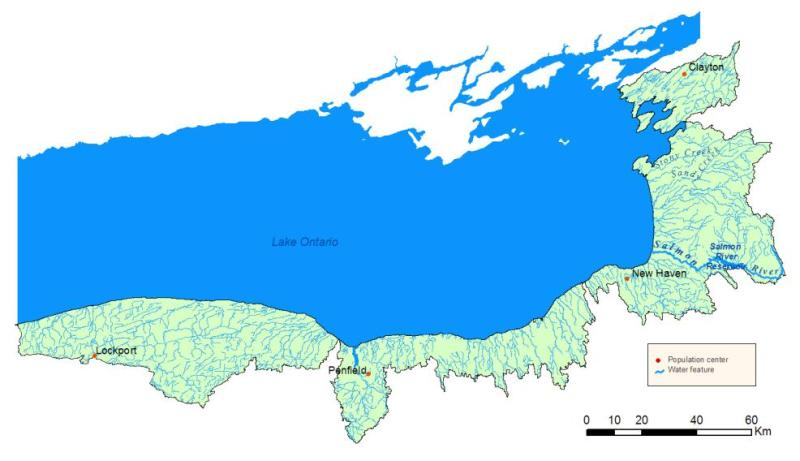 Clayton
Stony Creek
Sandy Creek
Lake Ontario
Salmon River
Salmon
River
Reservoir
New Haven
Lockport
Penfield
Population center
Water feature
0 10 20 40 60
Km